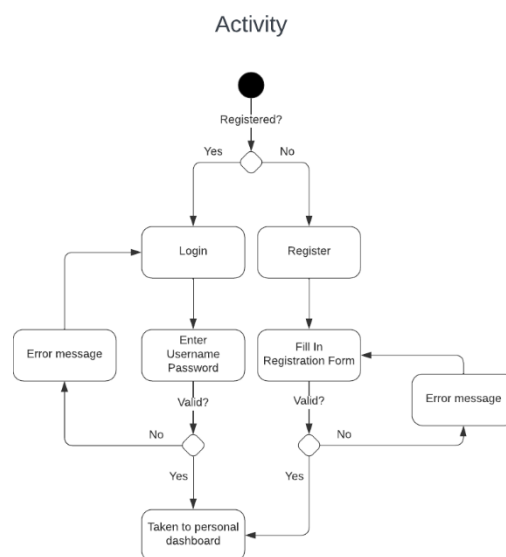 Activity
Registered?
Yes
No
Login
Register
Error message
Enter
Username
Password
Fill In
Registration Form
Error message
Valid?
Valid?
No
No
Yes
Yes
Taken to personal
dashboard